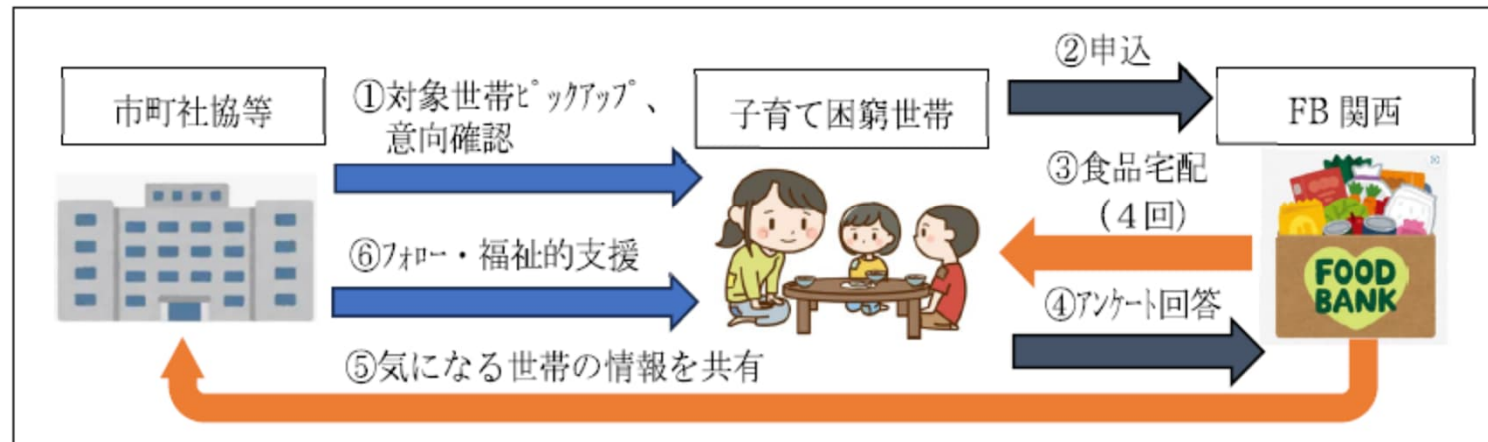 ②申込
市町社協等
①対象世帯ﾋﾟｯｸｱｯﾌﾟ、
意向確認
子育て困窮世帯
FB 関西
③食品宅配
（４回）
⑥ﾌｫﾛｰ・福祉的支援
FOOD
BANK
④ｱﾝｹｰﾄ回答
⑤気になる世帯の情報を共有